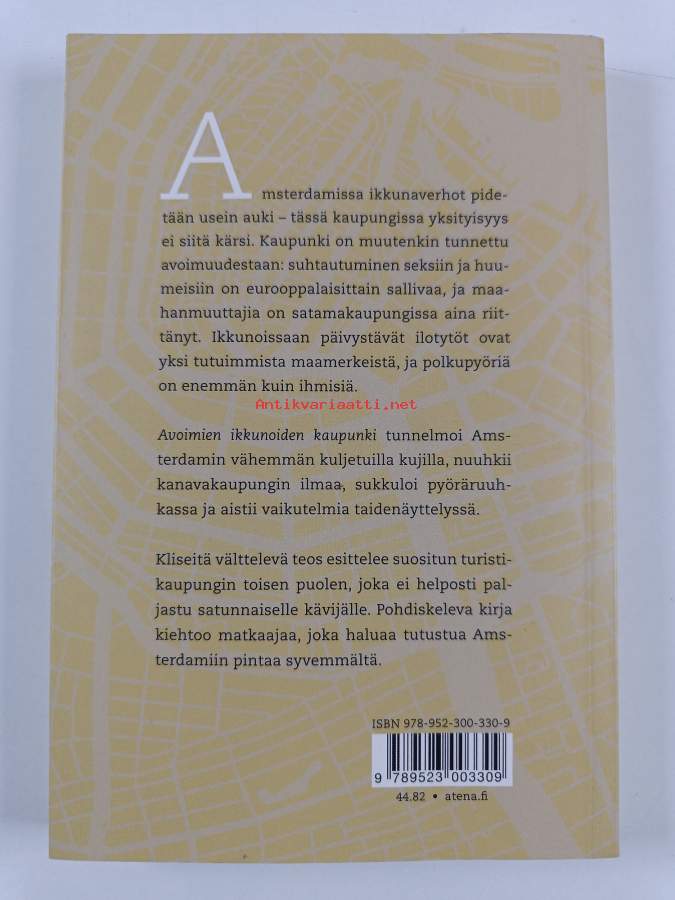 Amsterdamissa ikkunaverhot pide-
tään usein auki – tässä kaupungissa yksityisyys
ei siitä kärsi. Kaupunki on muutenkin tunnettu
avoimuudestaan: suhtautuminen seksiin ja huu-
meisiin on eurooppalaisittain sallivaa, ja maa-
hanmuuttajia on satamakaupungissa aina riit-
tänyt. Ikkunoissaan päivystävät ilotytöt ovat
yksi tutuimmista maamerkeistä, ja polkupyöriä
on enemmän kuin ihmisiä.
Antikvariaatti.net
Avoimien ikkunoiden kaupunki tunnelmoi Ams-
terdamin vähemmän kuljetuilla kujilla, nuuhkii
kanavakaupungin ilmaa, sukkuloi pyöräruuh-
kassa ja aistii vaikutelmia taidenäyttelyssä.
Kliseitä välttelevä teos esittelee suositun turisti-
kaupungin toisen puolen, joka ei helposti pal-
jastu satunnaiselle kävijälle. Pohdiskeleva kirja
kiehtoo matkaajaa, joka haluaa tutustua Ams-
terdamiin pintaa syvemmältä.
ISBN 978-952-300-330-9
9 789523 003309
44.82 • atena.fi